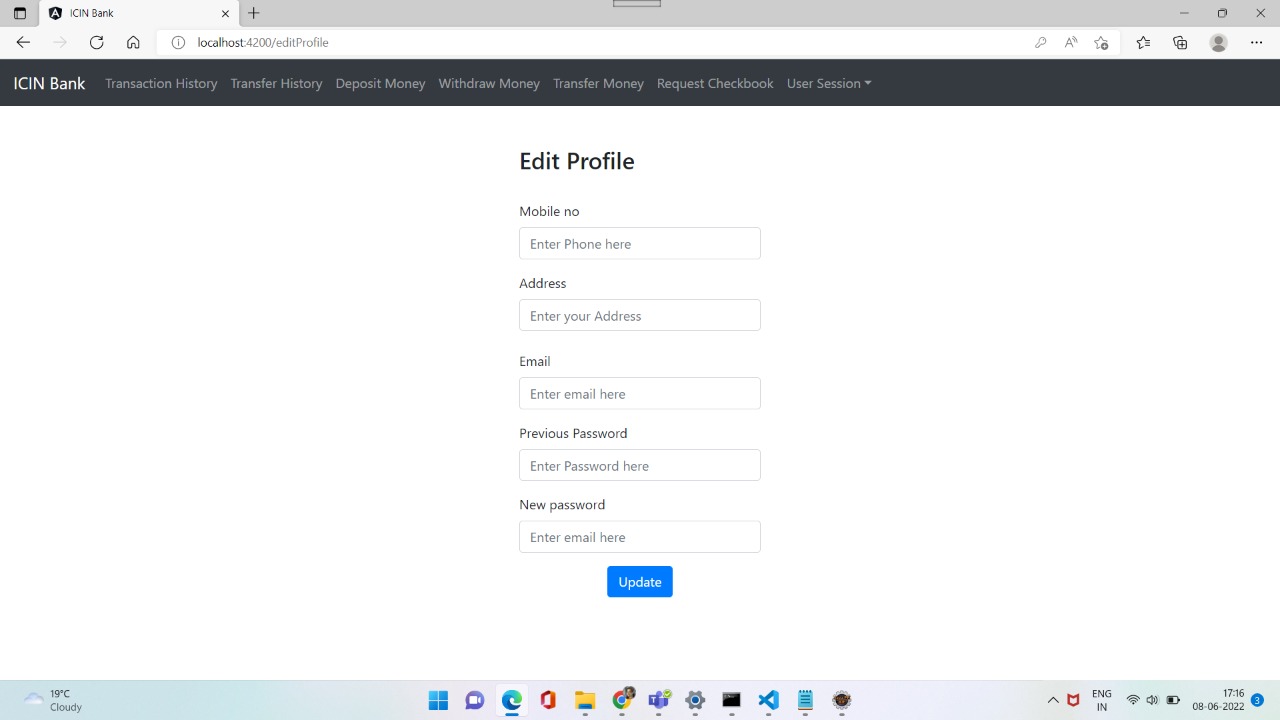 ICIN Bank
localhost:4200/editProfile
ICIN Bank Transaction History Transfer History Deposit Money Withdraw Money Transfer Money Request Checkbook User Session
Edit Profile
Mobile no
Enter Phone here
Address
Enter your Address
Email
Enter email here
Previous Password
Enter Password here
New password
Enter email here
Update
19°C
Cloudy
ENG
IN
17:16
08-06-2022
3